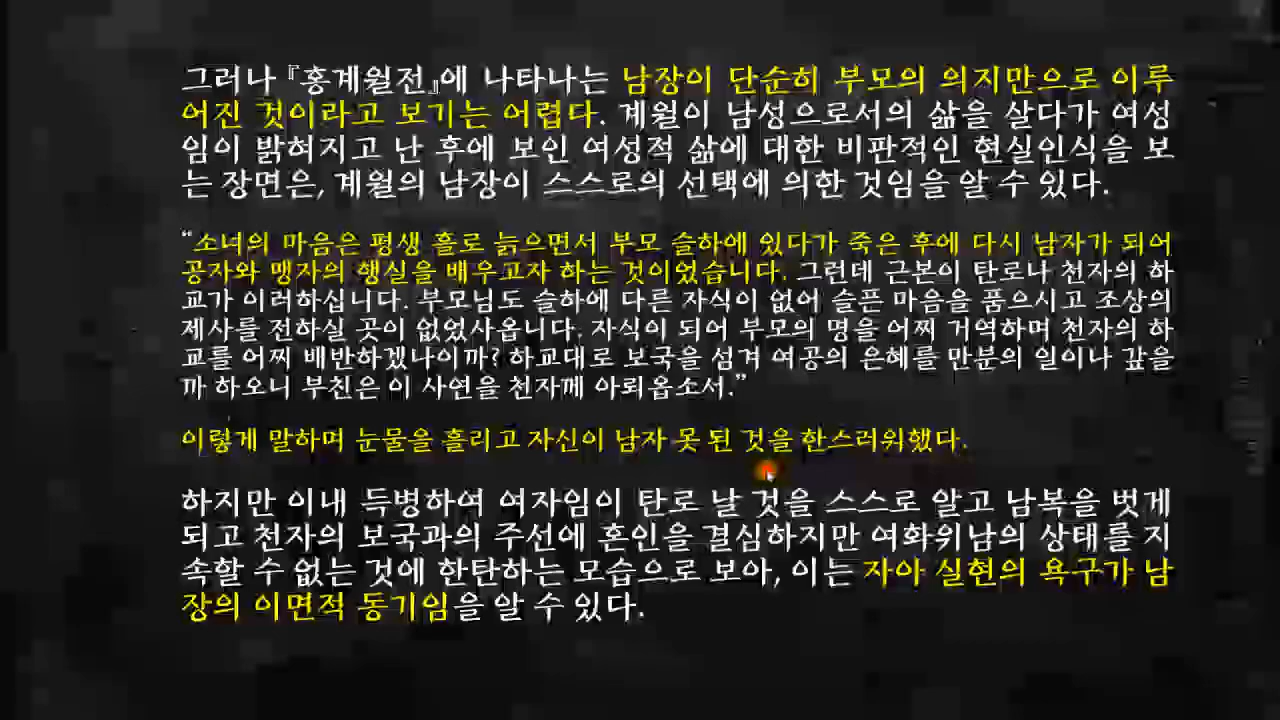 그러나 『홍계월전』에 나타나는 남장이 단순히 부모의 의지만으로 이루
어진 것이라고 보기는 어렵다. 계월이 남성으로서의 삶을 살다가 여성
임이 밝혀지고 난 후에 보인 여성적 삶에 대한 비판적인 현실인식을 보
는 장면은, 계월의 남장이 스스로의 선택에 의한 것임을 알 수 있다.
“소녀의 마음은 평생 홀로 늙으면서 부모 슬하에 있다가 죽은 후에 다시 남자가 되어
공자와 맹자의 행실을 배우고자 하는 것이었습니다. 그런데 근본이 탄로나 천자의 하
교가 이러하십니다. 부모님도 슬하에 다른 자식이 없어 슬픈 마음을 품으시고 조상의
제사를 전하실 곳이 없었사옵니다. 자식이 되어 부모의 명을 어찌 거역하며 천자의 하
교를 어찌 배반하겠나이까? 하교대로 보국을 섬겨 여공의 은혜를 만분의 일이나 갚을
까 하오니 부친은 이 사연을 천자께 아뢰옵소서.”
이렇게 말하며 눈물을 흘리고 자신이 남자 못 된 것을 한스러워했다.
하지만 이내 득병하여 여자임이 탄로 날 것을 스스로 알고 남복을 벗게
되고 천자의 보국과의 주선에 혼인을 결심하지만 여화위남의 상태를 지
속할 수 없는 것에 한탄하는 모습으로 보아, 이는 자아 실현의 욕구가 남
장의 이면적 동기임을 알 수 있다.